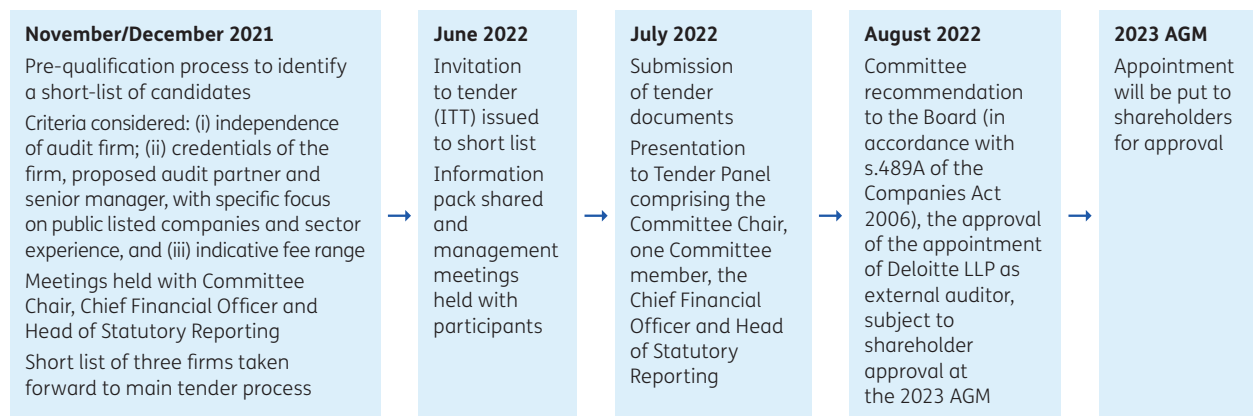 November/December 2021
Pre-qualification process to identify
a short-list of candidates
Criteria considered: (i) independence
of audit firm; (ii) credentials of the
firm, proposed audit partner and
senior manager, with specific focus
on public listed companies and sector
experience, and (iii) indicative fee range
Meetings held with Committee
Chair, Chief Financial Officer and
Head of Statutory Reporting
Short list of three firms taken
forward to main tender process
June 2022
Invitation
to tender
(ITT) issued
to short list
Information
pack shared
and
management
meetings
held with
participants
July 2022
Submission
of tender
documents
Presentation
to Tender Panel
comprising the
Committee Chair,
one Committee
member, the
Chief Financial
Officer and Head
of Statutory
Reporting
August 2022
Committee
recommendation
to the Board (in
accordance with
s.489A of the
Companies Act
2006), the approval
of the appointment
of Deloitte LLP as
external auditor,
subject to
shareholder
approval at
the 2023 AGM
2023 AGM
Appointment
will be put to
shareholders
for approval